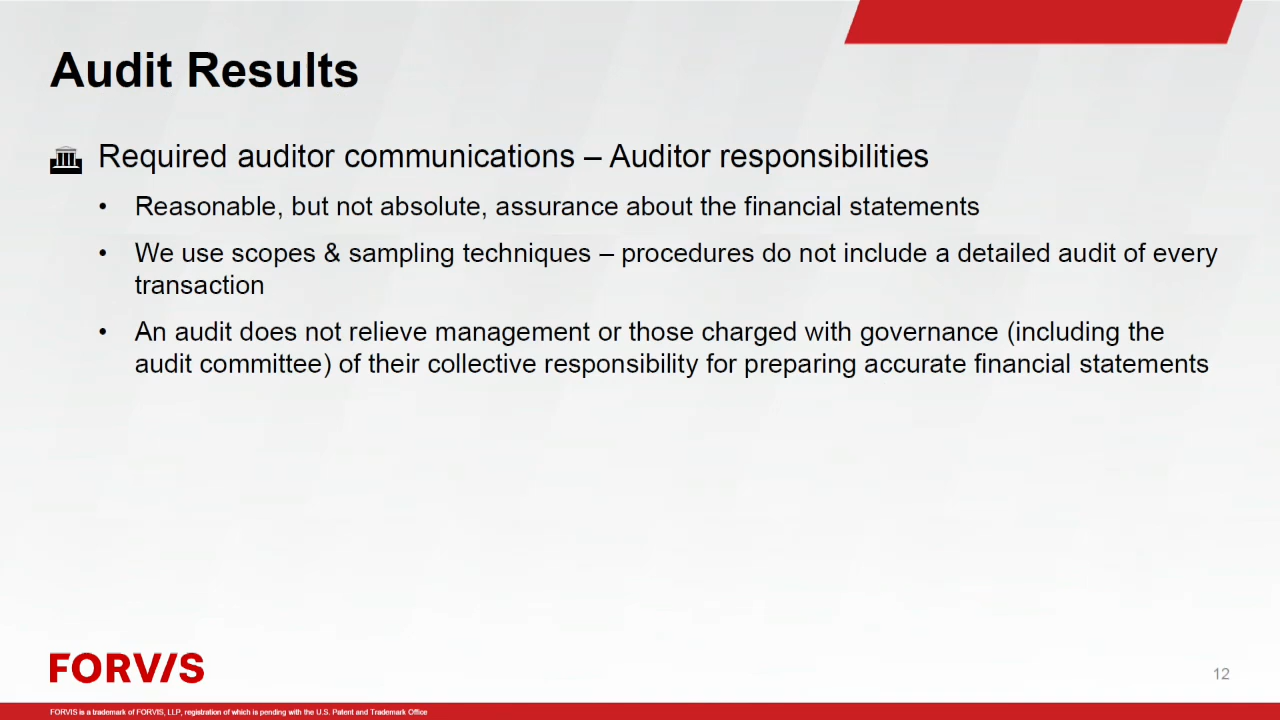 Audit Results
Required auditor communications – Auditor responsibilities
• Reasonable, but not absolute, assurance about the financial statements
• We use scopes & sampling techniques – procedures do not include a detailed audit of every
transaction
• An audit does not relieve management or those charged with governance (including the
audit committee) of their collective responsibility for preparing accurate financial statements
FORVIS
12
FORVIS is a trademark of FORVIS, LLP, registration of which is pending with the U.S. Patent and Trademark Office